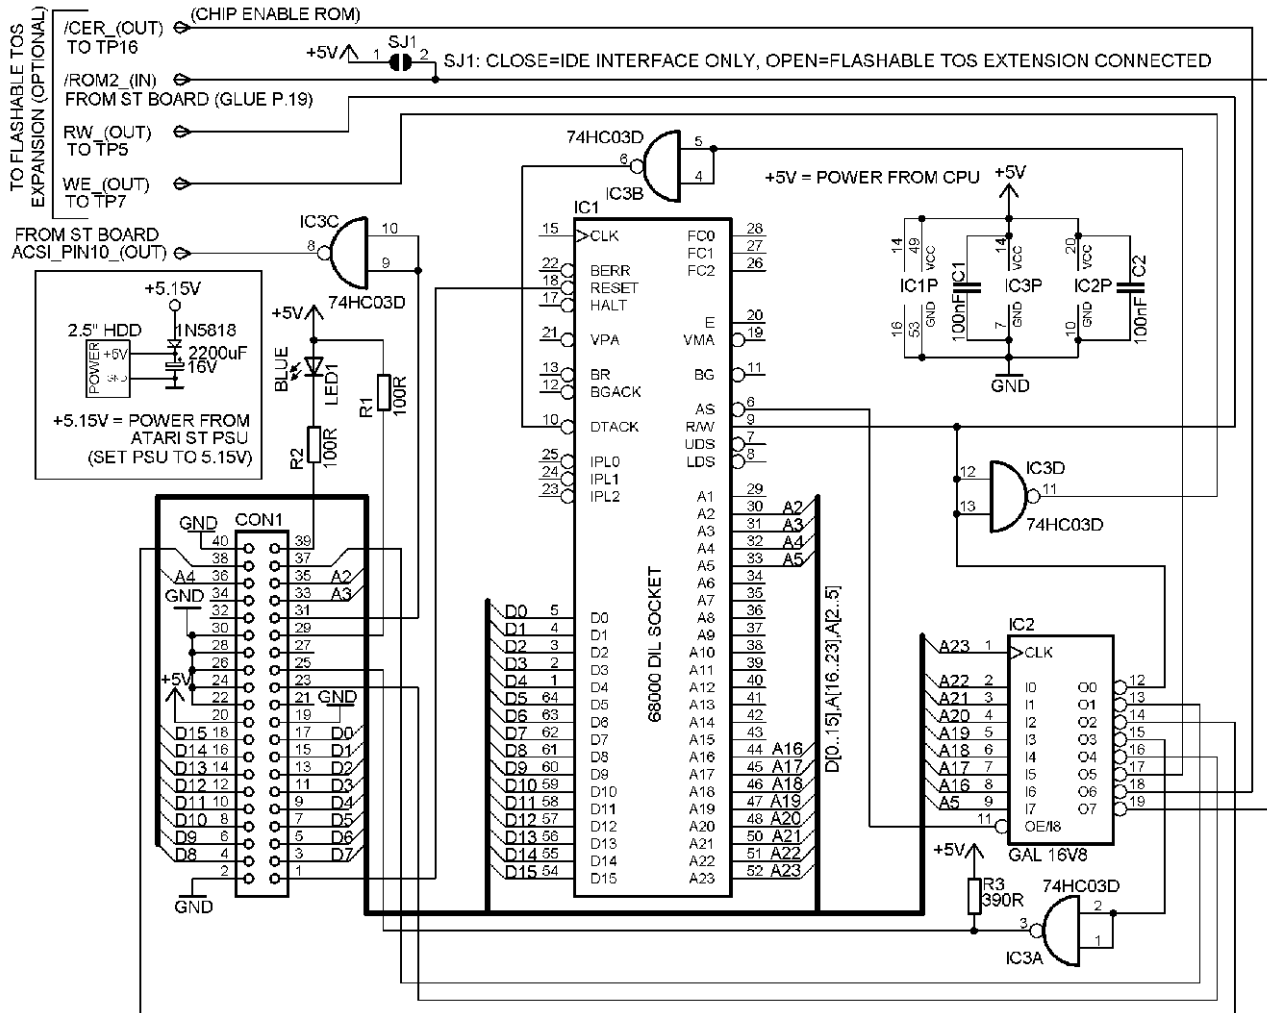 TO FLASHABLE TOS
EXPANSION (OPTIONAL)
/CER_(OUT)
TO TP16
(CHIP ENABLE ROM)
/ROM2_(IN)
FROM ST BOARD (GLUE P.19)
RW_(OUT)
TO TP5
WE_(OUT)
TO TP7
+5V
1
SJ1
2
SJ1: CLOSE=IDE INTERFACE ONLY, OPEN=FLASHABLE TOS EXTENSION CONNECTED
FROM ST BOARD
ACSI_PIN10_(OUT)
IC3C
8
10
9
74HC03D
74HC03D
6
5
4
IC3B
+5V = POWER FROM CPU
+5V
14
49
VCC
IC1P
16
53
GND
100nF
C1
14
VCC
IC3P
7
GND
20
VCC
IC2P
10
GND
C2
100nF
GND
+5.15V
2.5" HDD
1N5818
POWER
+5V
2200uF
16V
+5.15V = POWER FROM
ATARI ST PSU
(SET PSU TO 5.15V)
+5V
BLUE
LED1
R1
100R
R2
100R
IC1
68000 DIL SOCKET
15 CLK
22 BERR
18 RESET
17 HALT
21 VPA
13 BR
12 BGACK
10 DTACK
25 IPL0
24 IPL1
23 IPL2
D0 5 D0
D1 4 D1
D2 3 D2
D3 2 D3
D4 1 D4
D5 64 D5
D6 63 D6
D7 62 D7
D8 61 D8
D9 60 D9
D10 59 D10
D11 58 D11
D12 57 D12
D13 56 D13
D14 55 D14
D15 54 D15
FC0 28
FC1 27
FC2 26
E 20
VMA 19
BG 11
AS 6
R/W 9
UDS 7
LDS 8
A1 29
A2 30 A2
A3 31 A3
A4 32 A4
A5 33 A5
A6 34
A7 35
A8 36
A9 37
A10 38
A11 39
A12 40
A13 41
A14 42
A15 43
A16 44 A16
A17 45 A17
A18 46 A18
A19 47 A19
A20 48 A20
A21 50 A21
A22 51 A22
A23 52 A23
D[0..15],A[16..23],A[2..5]
12
13
IC3D
11
74HC03D
CON1
GND 40 39
38 37
A4 36 35 A2
34 33 A3
GND
32 31
30 29
28 27
26 25
+5V
24 23
22 21 GND
20 19
D15 18 17 D0
D14 16 15 D1
D13 14 13 D2
D12 12 11 D3
D11 10 9 D4
D10 8 7 D5
D9 6 5 D6
D8 4 3 D7
2 1
GND
IC2
A23 1 CLK
A22 2 I0 O0 12
A21 3 I1 O1 13
A20 4 I2 O2 14
A19 5 I3 O3 15
A18 6 I4 O4 16
A17 7 I5 O5 17
A16 8 I6 O6 18
A5 9 I7 O7 19
11 OE/I8
GAL 16V8
+5V
R3
390R
74HC03D
3
2
1
IC3A